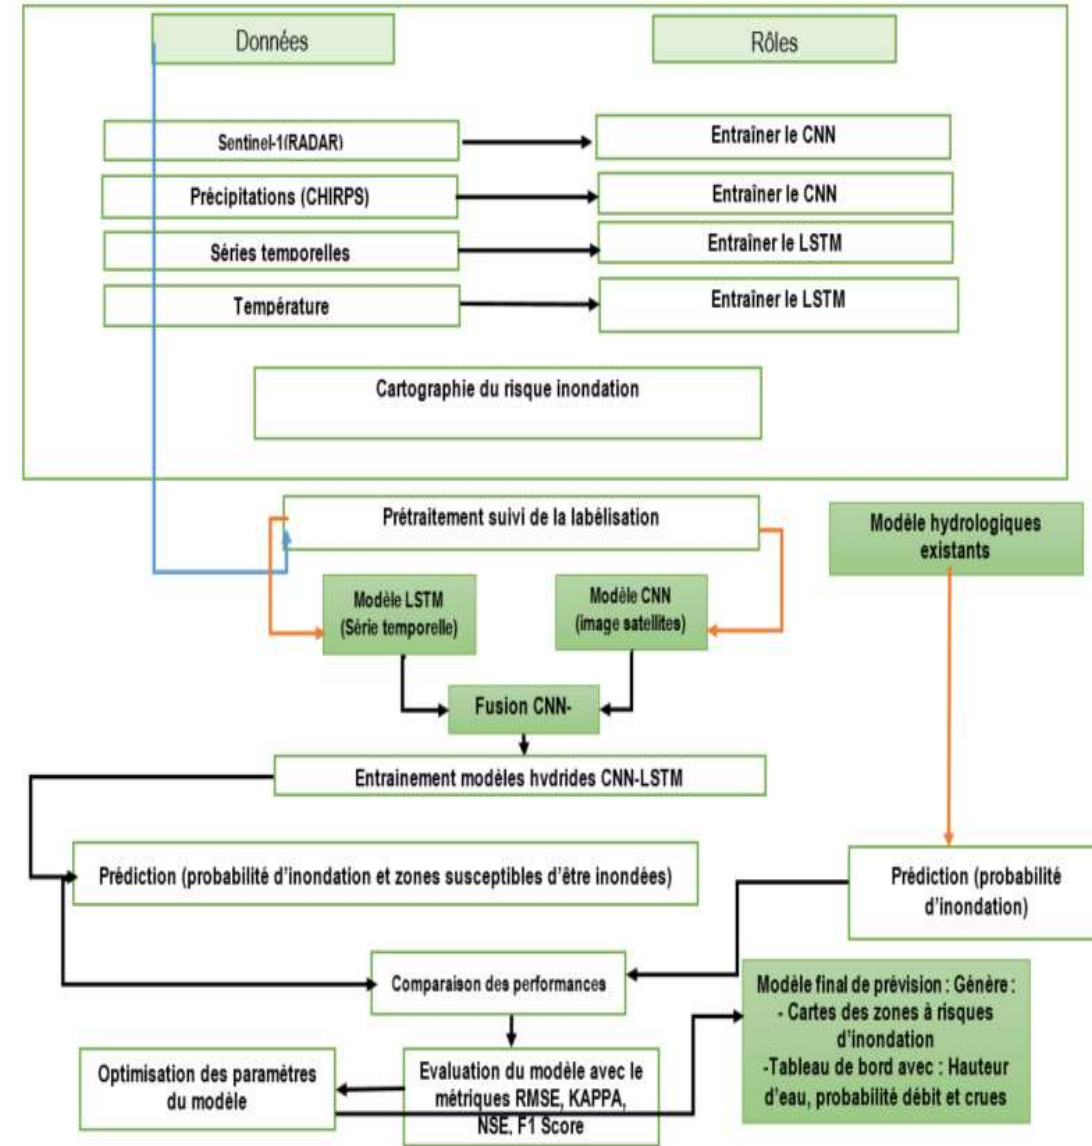 Données
Rôles
Sentinel-1(RADAR)
Entraîner le CNN
Précipitations (CHIRPS)
Entraîner le CNN
Séries temporelles
Entraîner le LSTM
Température
Entraîner le LSTM
Cartographie du risque inondation
Prétraitement suivi de la labélisation
Modèle hydrologiques
existants
Modèle LSTM
(Série temporelle)
Modèle CNN
(image satellites)
Fusion CNN-
Entrainement modèles hybrides CNN-LSTM
Prédiction (probabilité d'inondation et zones susceptibles d'être inondées)
Prédiction (probabilité
d'inondation)
Comparaison des performances
Modèle final de prévision : Génère :
- Cartes des zones à risques
d'inondation
-Tableau de bord avec : Hauteur
d'eau, probabilité débit et crues
Optimisation des paramètres
du modèle
Evaluation du modèle avec le
métriques RMSE, KAPPA,
NSE, F1 Score